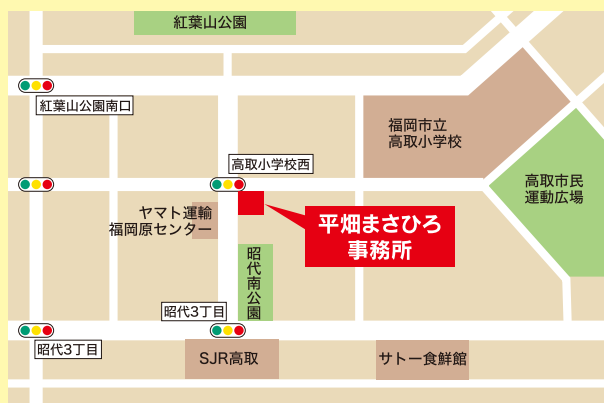 紅葉山公園
紅葉山公園南口
福岡市立
高取小学校
高取小学校西
高取市民
運動広場
ヤマト運輸
福岡原センター
平畑まさひろ
事務所
昭代南公園
昭代3丁目
昭代3丁目
SJR高取
サトー食鮮館